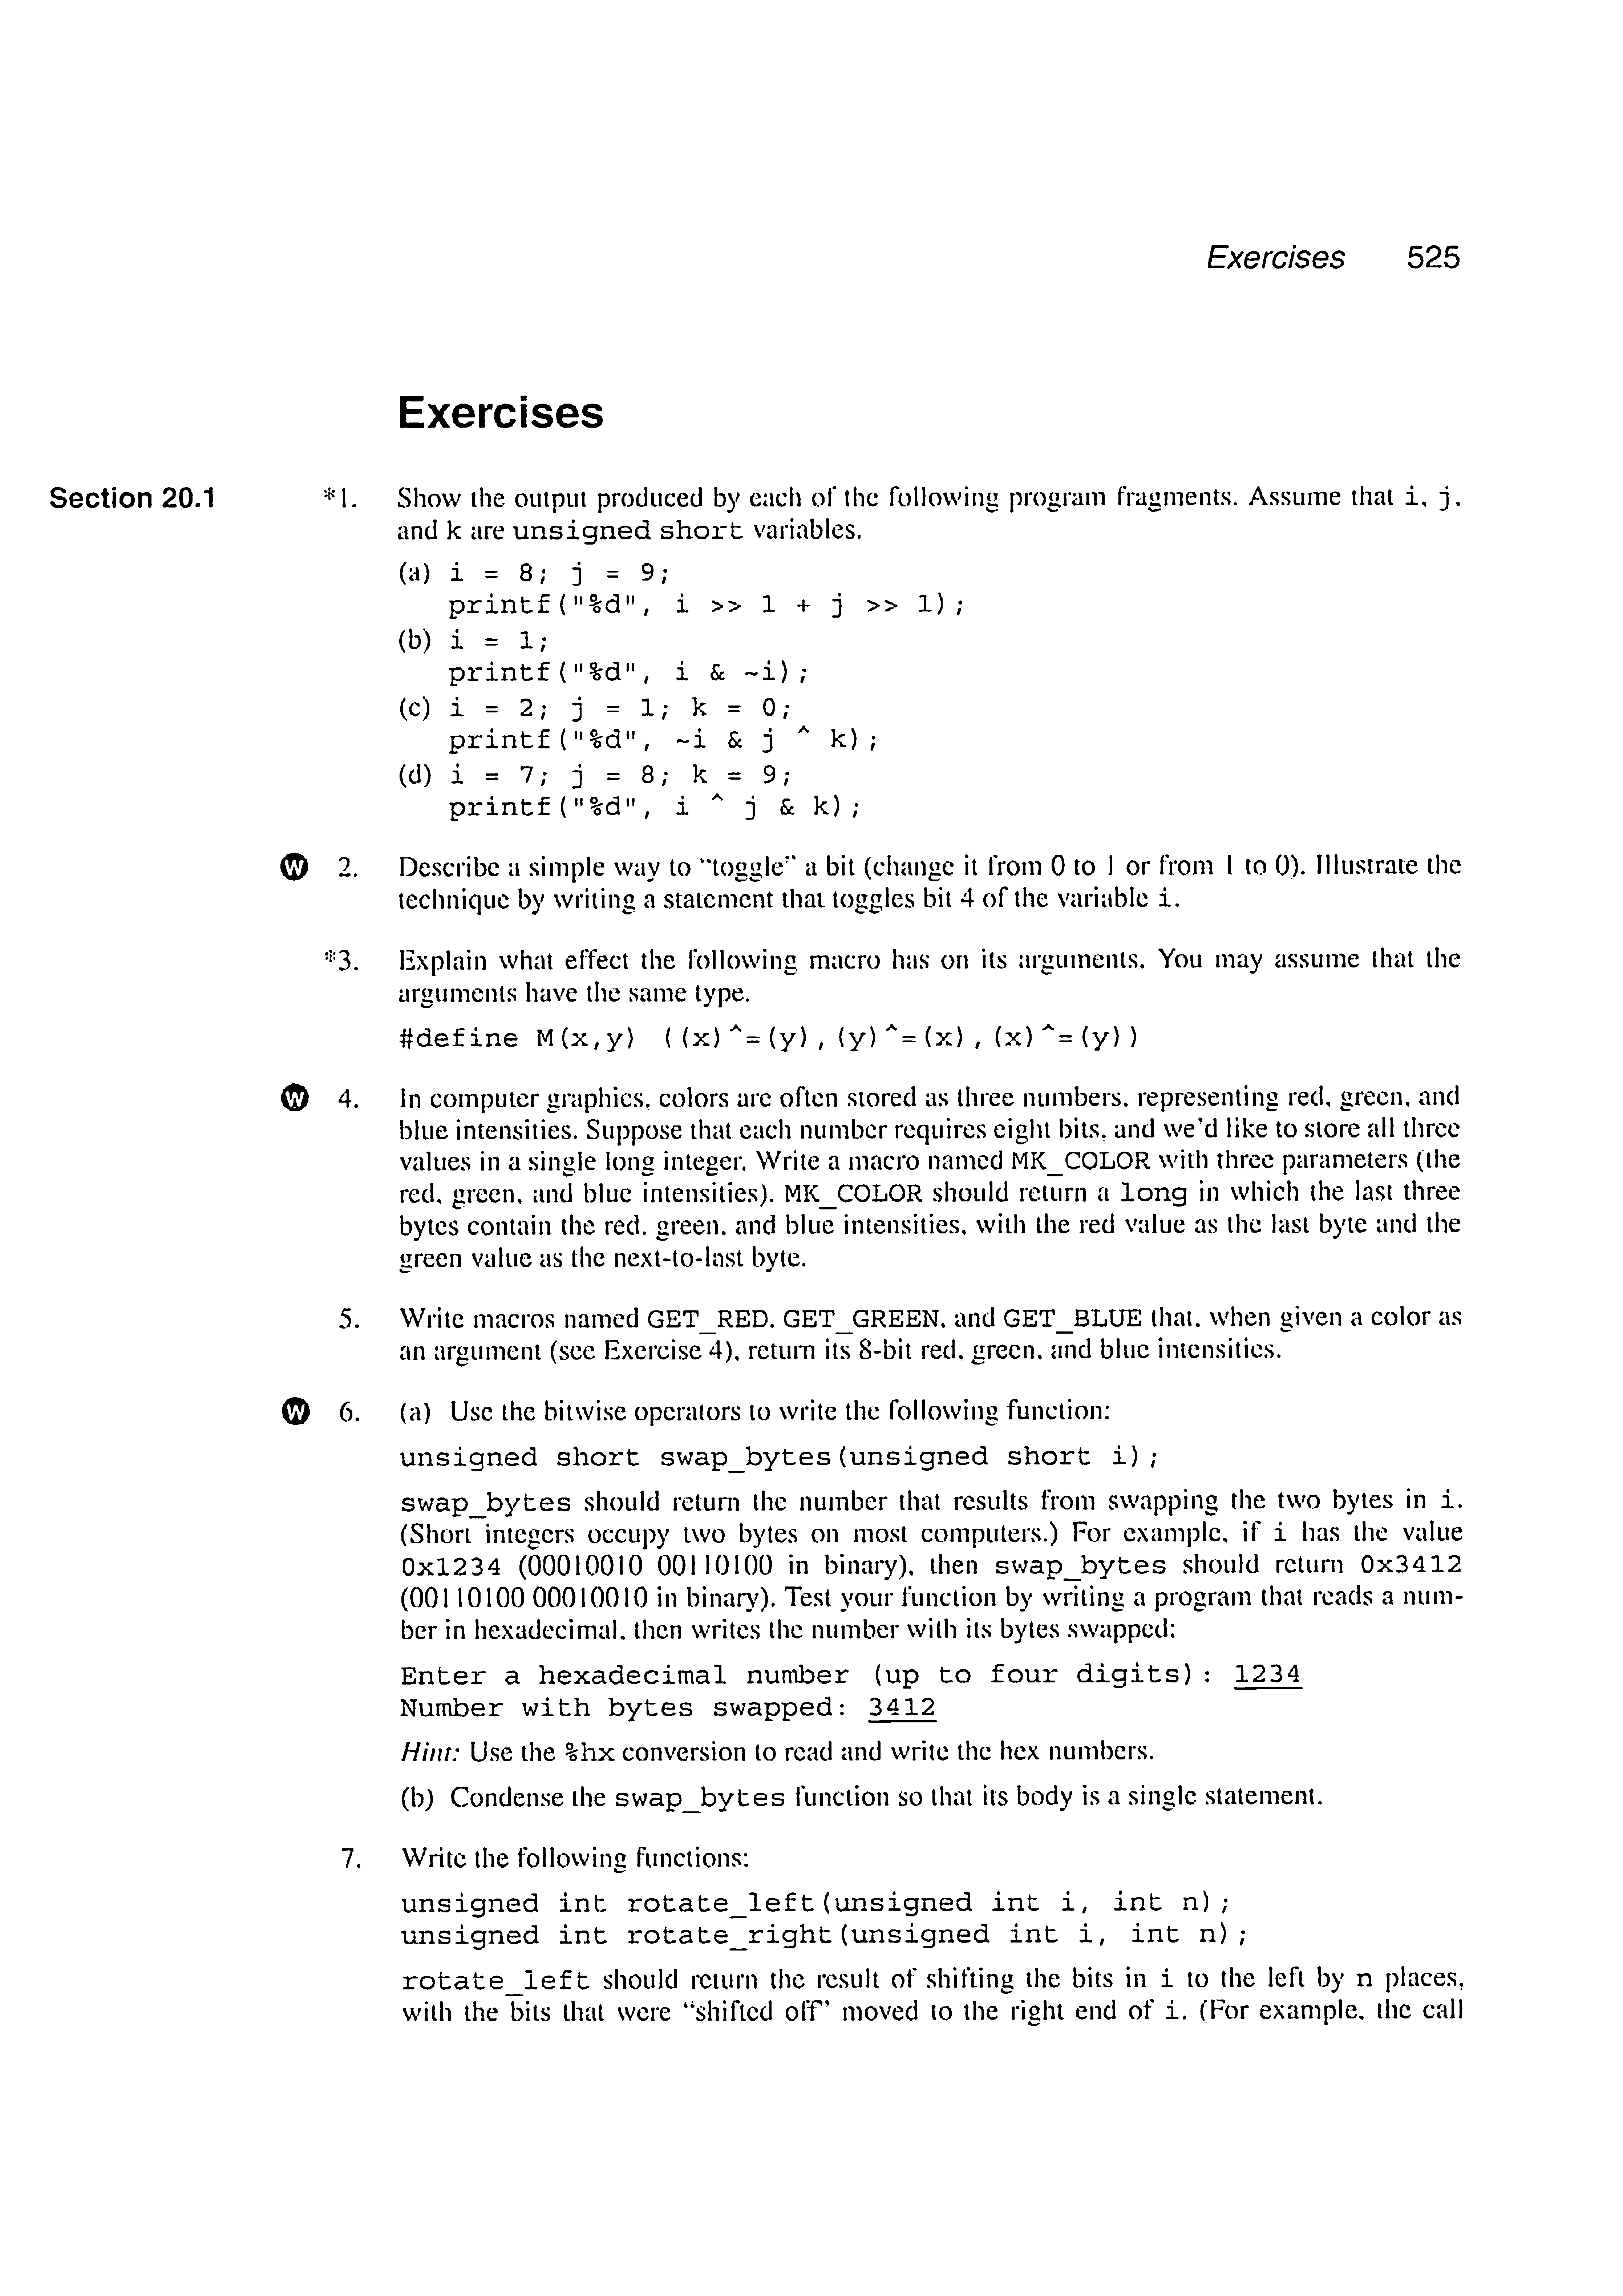 Exercises 525
Exercises
Section 20.1 *1. Show the output produced by each of the following program fragments. Assume that i, j,
and k are unsigned short variables.
(a) i = 8; j = 9;
printf("%d", i >> 1 + j >> 1);
(b) i = 1;
printf("%d", i & ~i);
(c) i = 2; j = 1; k = 0;
printf("%d", ~i & j ^ k);
(d) i = 7; j = 8; k = 9;
printf("%d", i ^ j & k);
W 2. Describe a simple way to "toggle" a bit (change it from 0 to 1 or from 1 to 0). Illustrate the
technique by writing a statement that toggles bit 4 of the variable i.
*3. Explain what effect the following macro has on its arguments. You may assume that the
arguments have the same type.
#define M(x,y) ((x)^=(y),(y)^=(x),(x)^=(y))
W 4. In computer graphics, colors are often stored as three numbers, representing red, green, and
blue intensities. Suppose that each number requires eight bits, and we'd like to store all three
values in a single long integer. Write a macro named MK_COLOR with three parameters (the
red, green, and blue intensities). MK_COLOR should return a long in which the last three
bytes contain the red, green, and blue intensities, with the red value as the last byte and the
green value as the next-to-last byte.
5. Write macros named GET_RED, GET_GREEN, and GET_BLUE that, when given a color as
an argument (see Exercise 4), return its 8-bit red, green, and blue intensities.
W 6. (a) Use the bitwise operators to write the following function:
unsigned short swap_bytes(unsigned short i);
swap_bytes should return the number that results from swapping the two bytes in i.
(Short integers occupy two bytes on most computers.) For example, if i has the value
0x1234 (00010010 00110100 in binary), then swap_bytes should return 0x3412
(00110100 00010010 in binary). Test your function by writing a program that reads a num-
ber in hexadecimal, then writes the number with its bytes swapped:
Enter a hexadecimal number (up to four digits): 1234
Number with bytes swapped: 3412
Hint: Use the %hx conversion to read and write the hex numbers.
(b) Condense the swap_bytes function so that its body is a single statement.
7. Write the following functions:
unsigned int rotate_left(unsigned int i, int n);
unsigned int rotate_right(unsigned int i, int n);
rotate_left should return the result of shifting the bits in i to the left by n places,
with the bits that were "shifted off" moved to the right end of i. (For example, the call